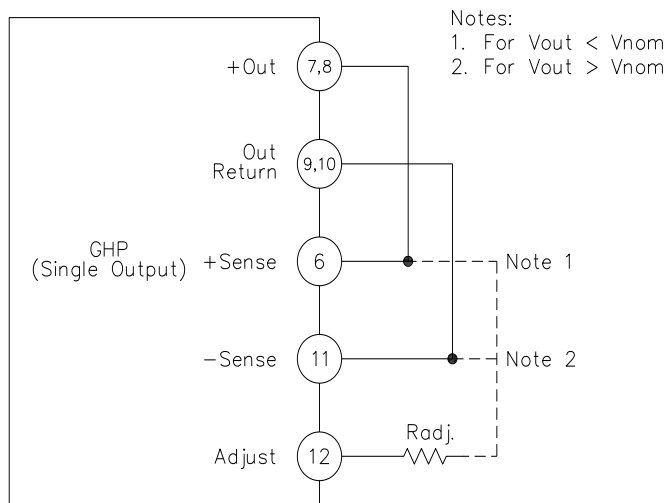 Notes:
1. For Vout < Vnom
2. For Vout > Vnom
+Out
7,8
Out
Return
9,10
GHP
(Single Output)
+Sense
6
Note 1
-Sense
11
Note 2
Adjust
12
Radj.